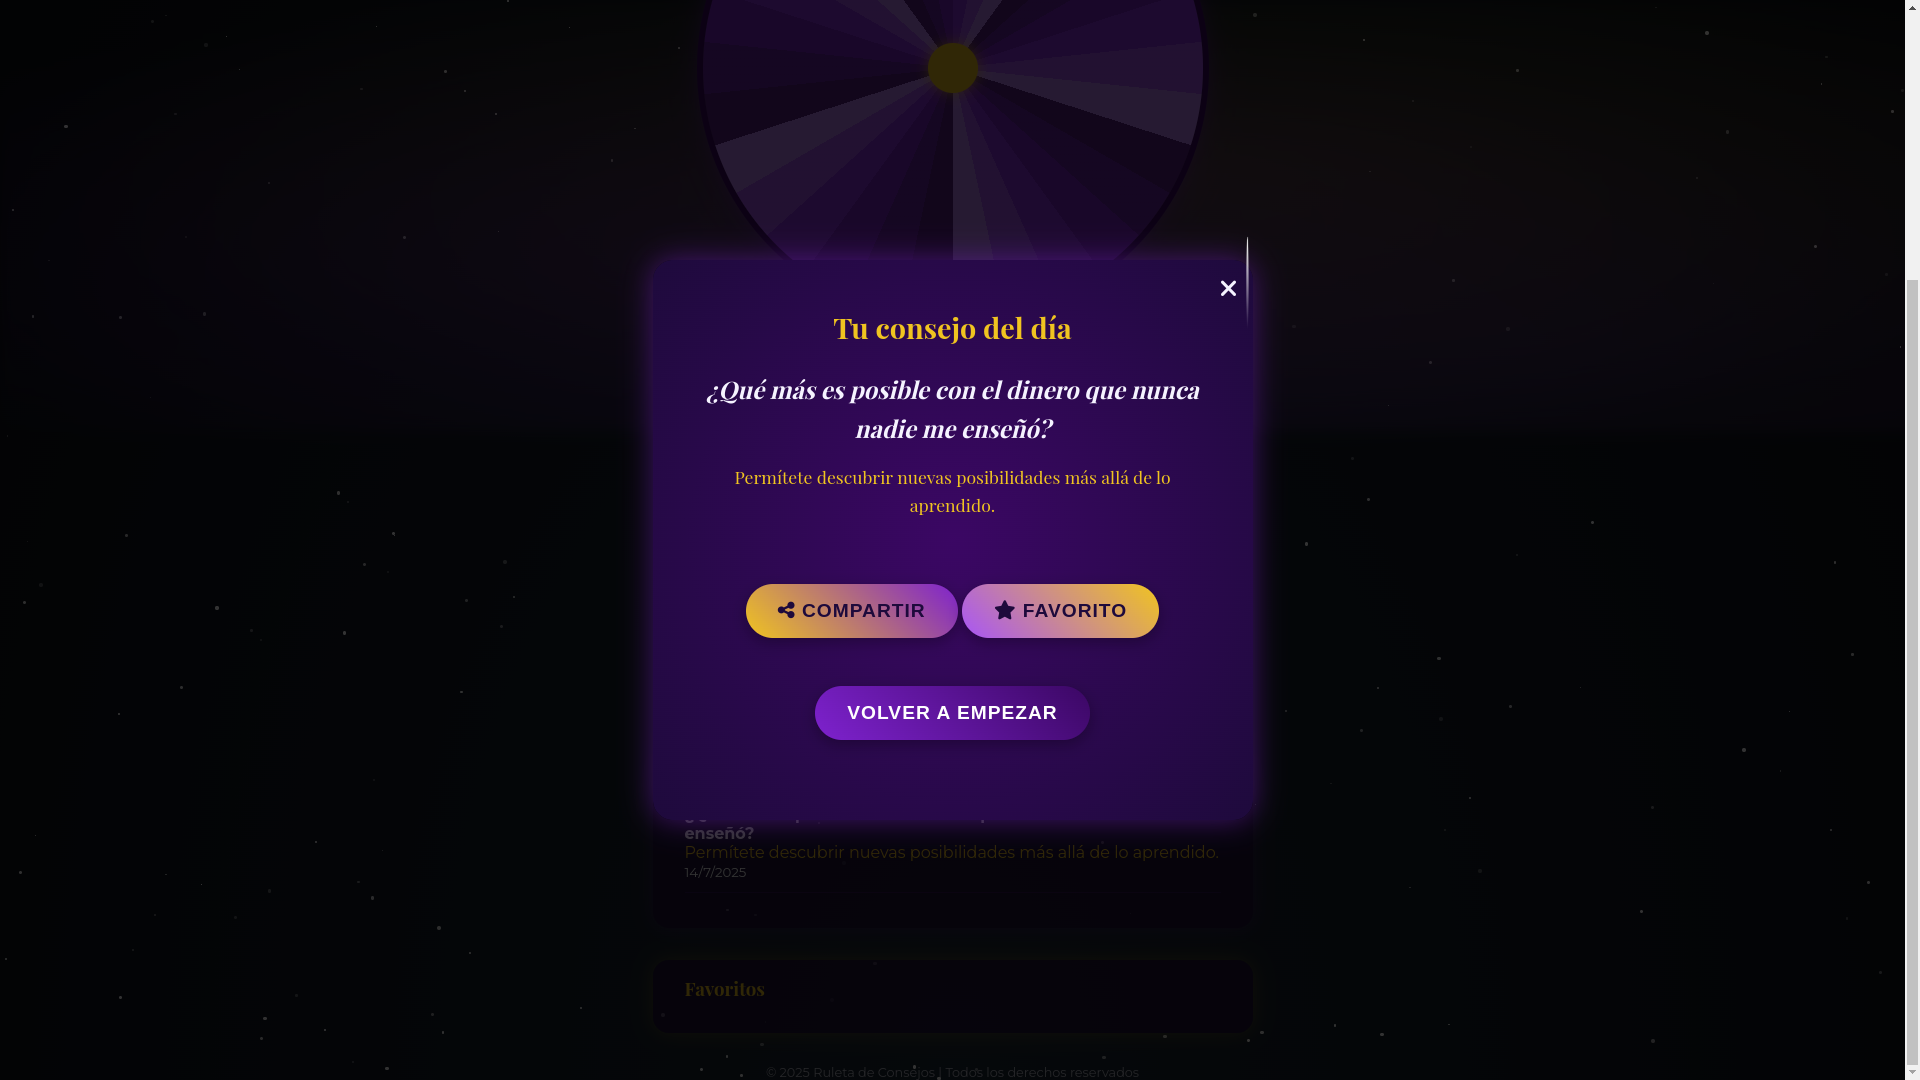 Tu consejo del día
¿Qué más es posible con el dinero que nunca
nadie me enseñó?
Permítete descubrir nuevas posibilidades más allá de lo
aprendido.
COMPARTIR
FAVORITO
VOLVER A EMPEZAR
enseñó?
Permítete descubrir nuevas posibilidades más allá de lo aprendido.
14/7/2025
Favoritos
© 2025 Ruleta de Consejos | Todos los derechos reservados